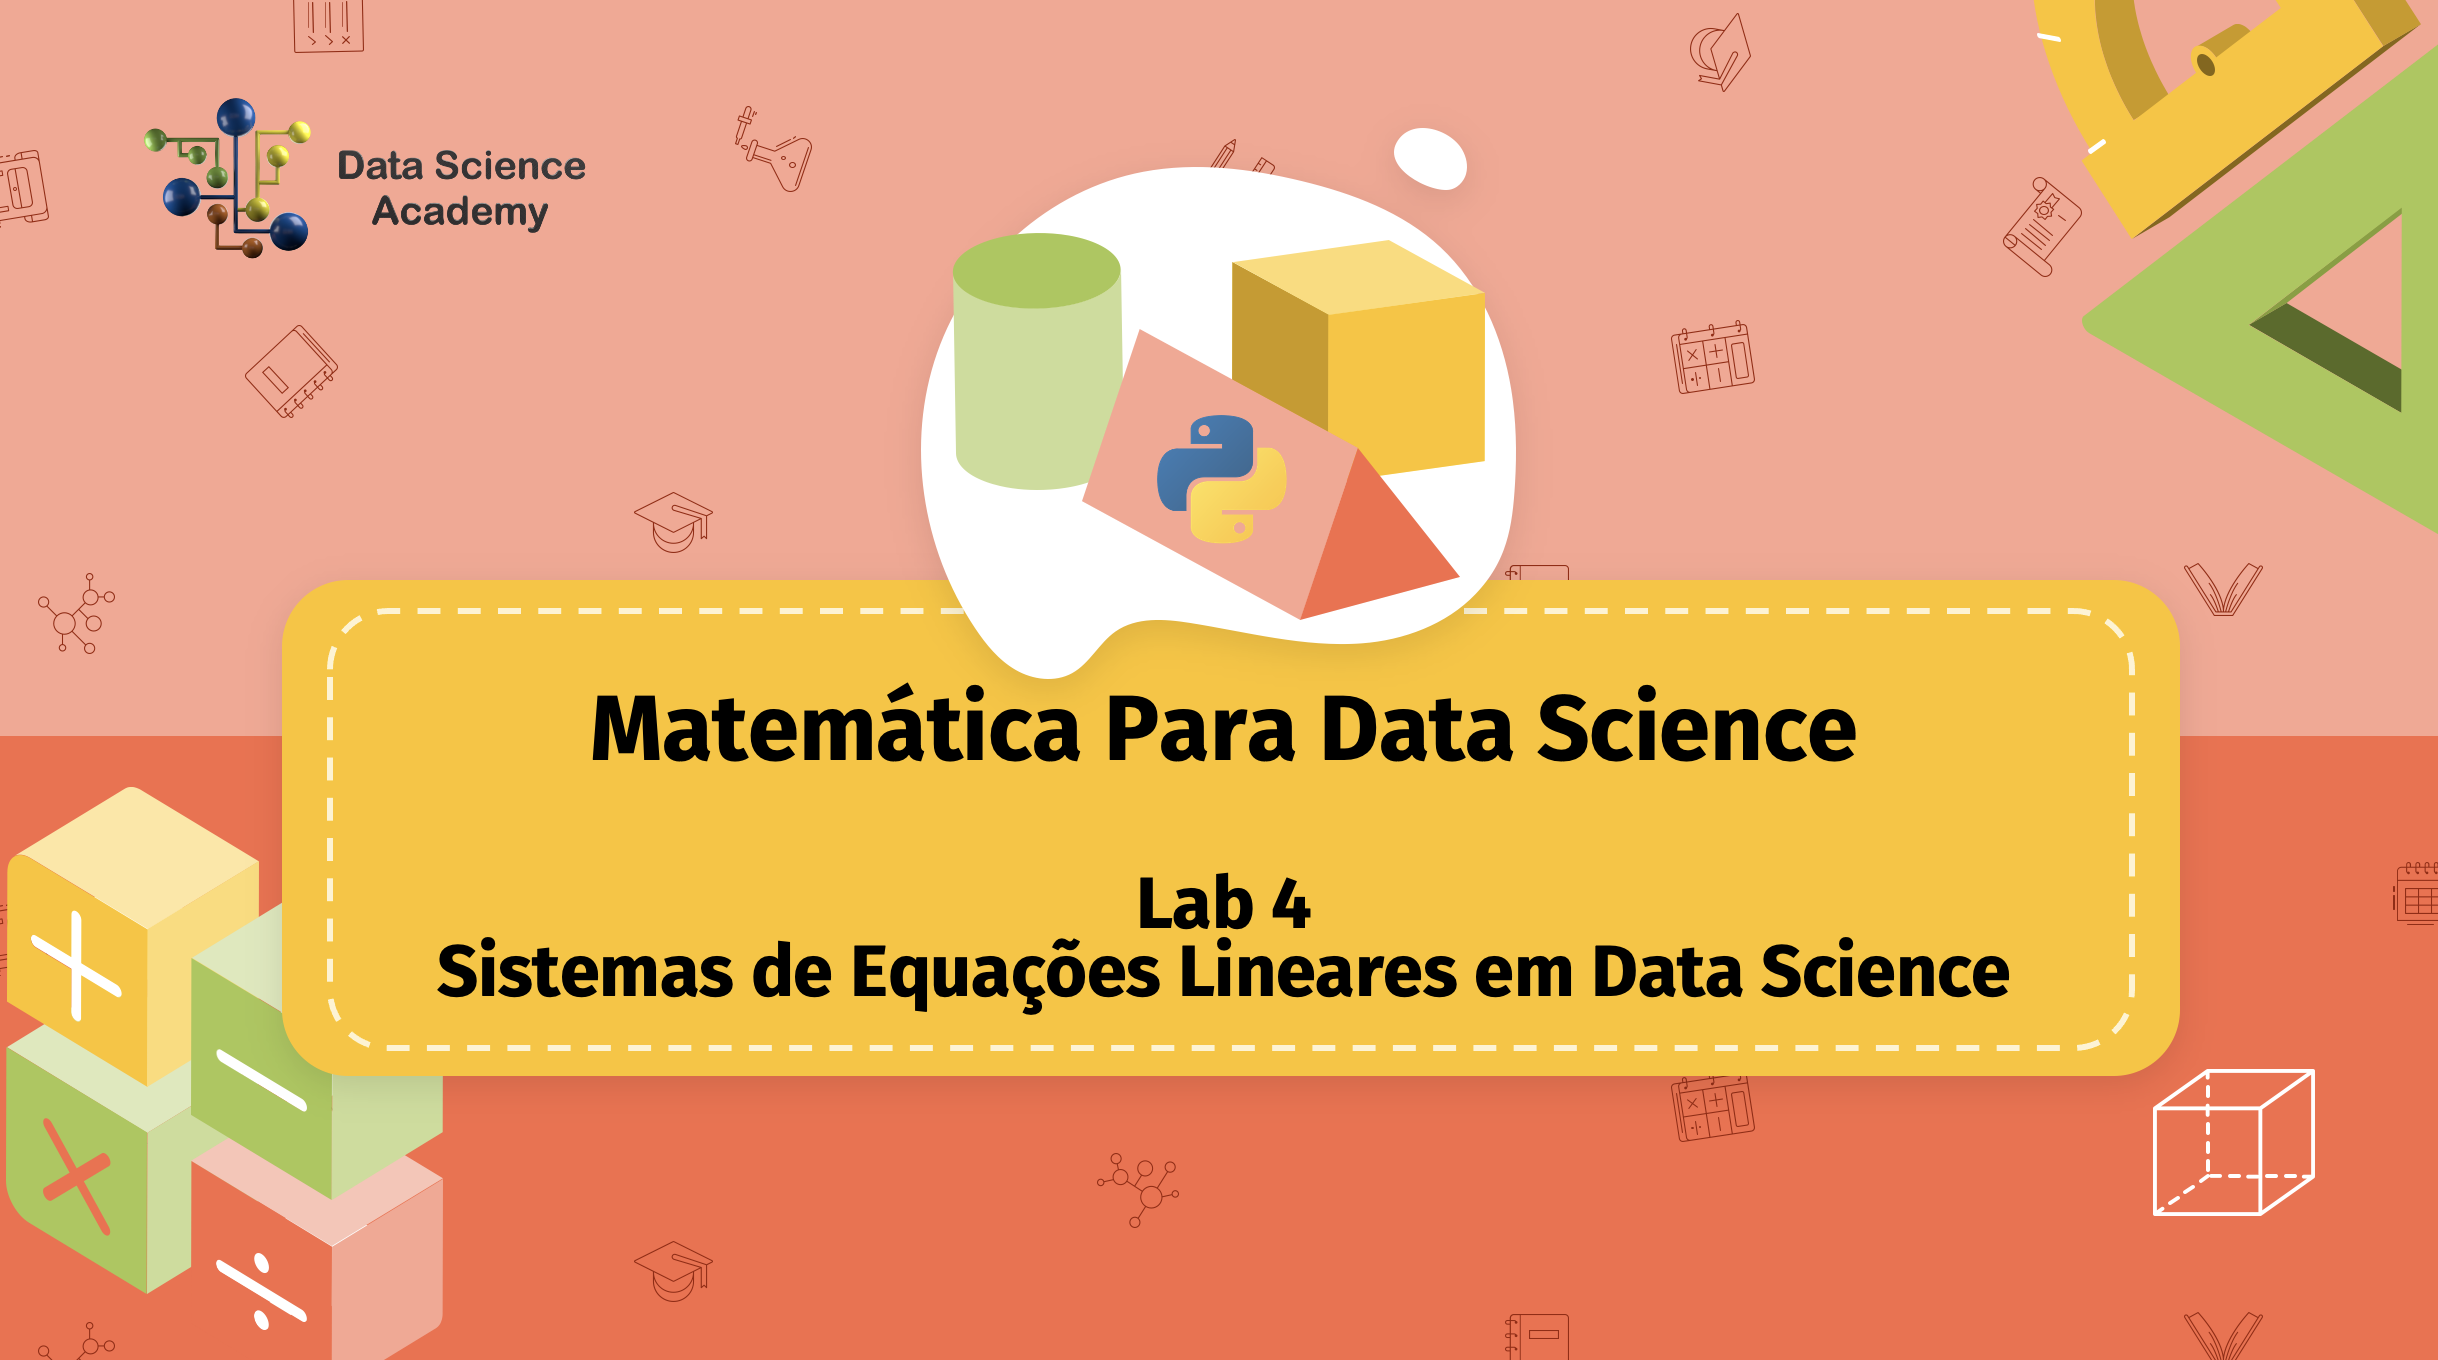 Data Science
Academy
Matemática Para Data Science
Lab 4
Sistemas de Equações Lineares em Data Science